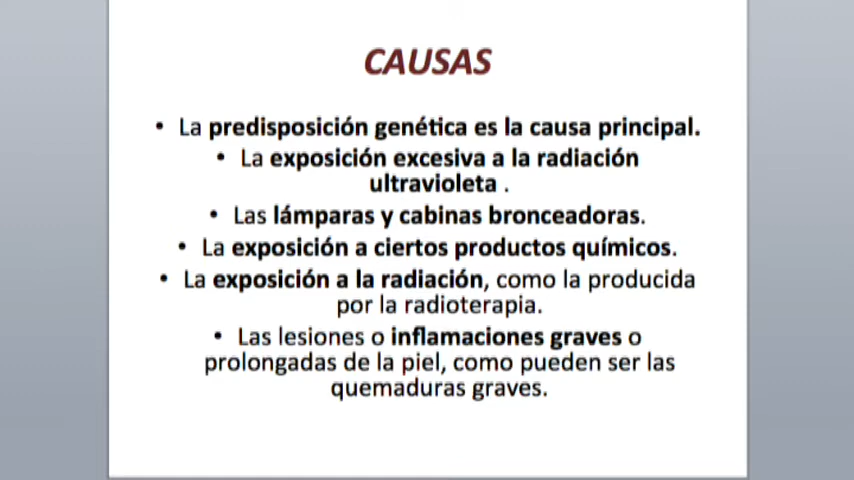 CAUSAS
• La predisposición genética es la causa principal.
• La exposición excesiva a la radiación
ultravioleta .
• Las lámparas y cabinas bronceadoras.
• La exposición a ciertos productos químicos.
• La exposición a la radiación, como la producida
por la radioterapia.
• Las lesiones o inflamaciones graves o
prolongadas de la piel, como pueden ser las
quemaduras graves.